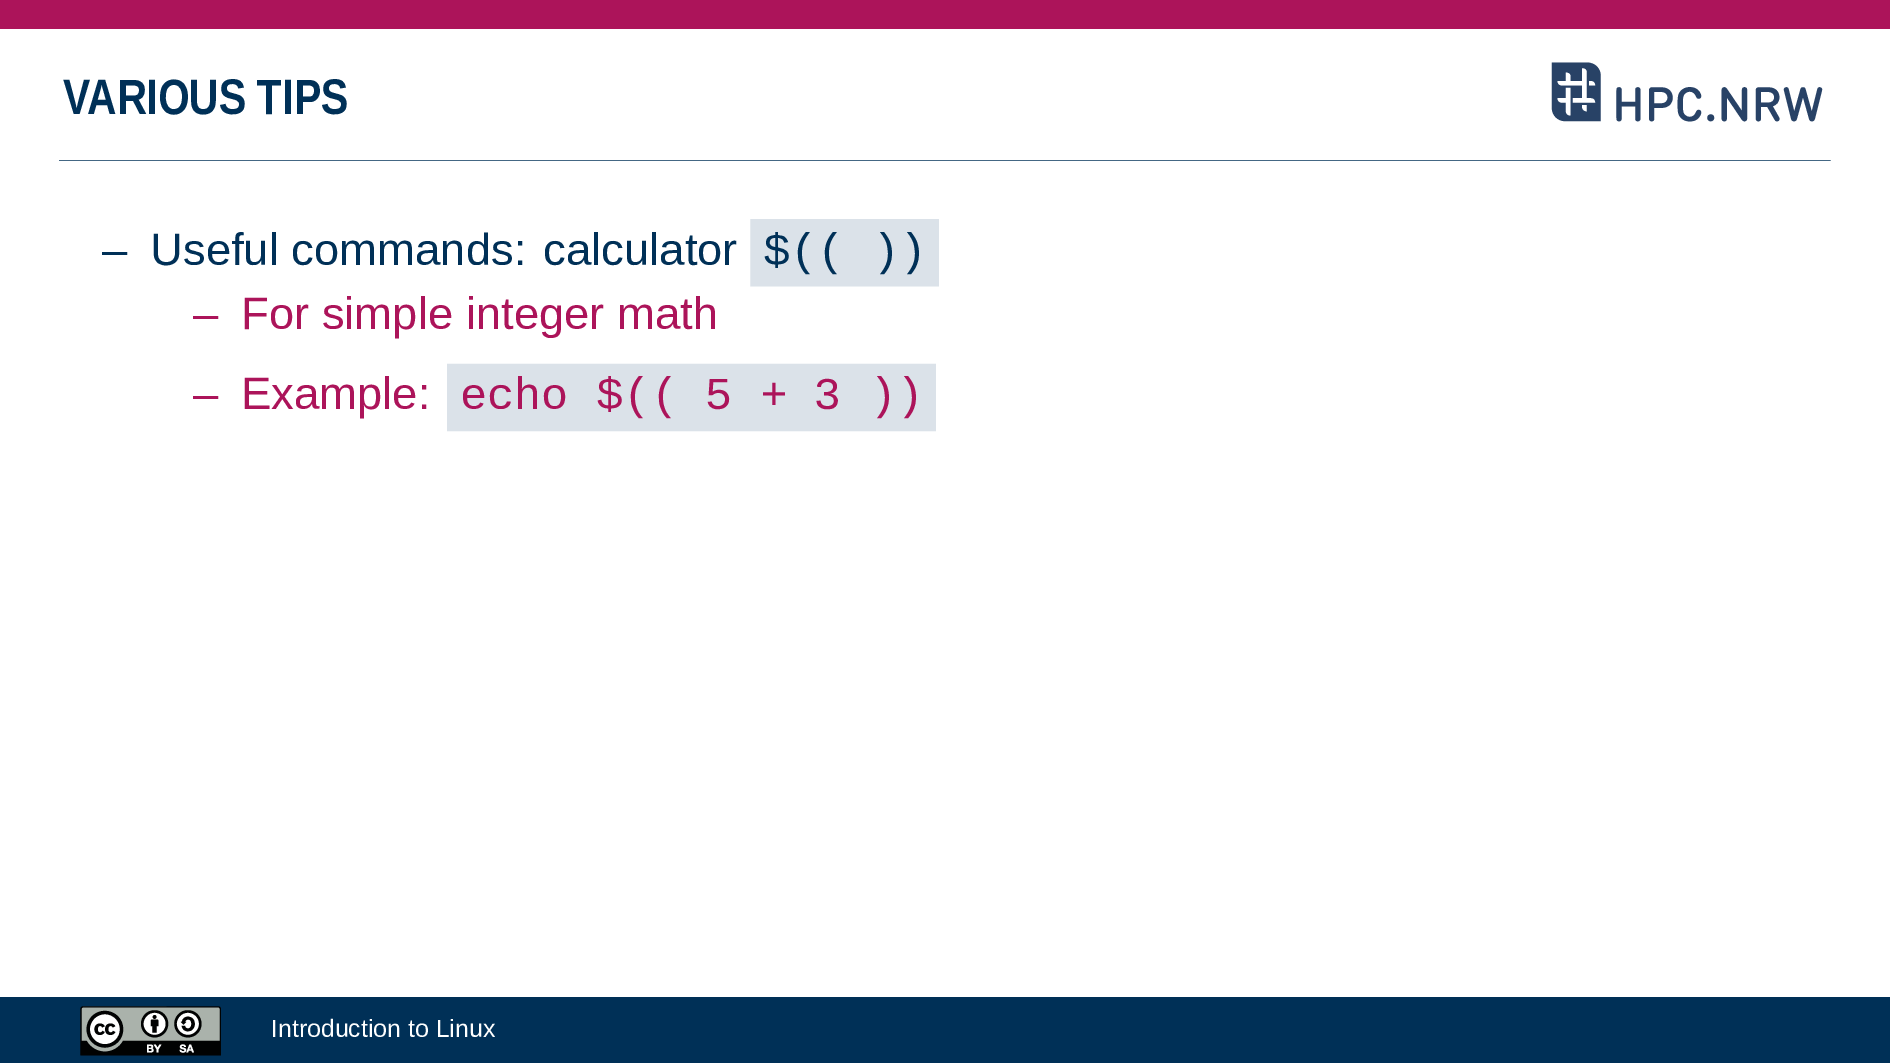 VARIOUS TIPS
HPC.NRW
– Useful commands: calculator $(( ))
– For simple integer math
– Example: echo $(( 5 + 3 ))
cc BY SA
Introduction to Linux